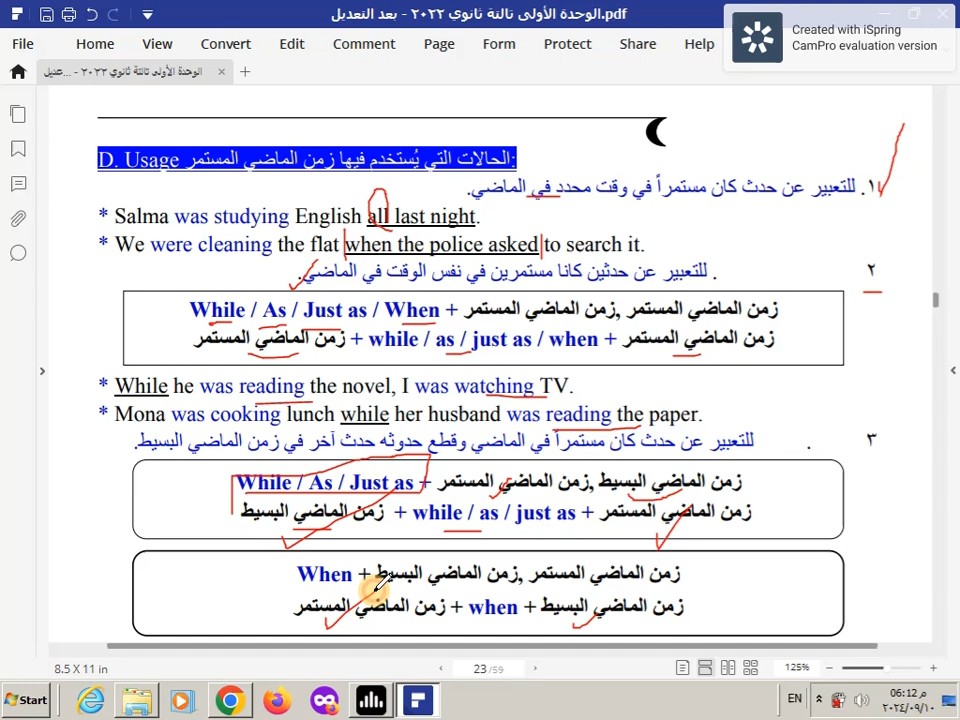 الوحدة الأولى ثالتة ثانوي ٢٠٢٢ - بعد التعديل.pdf
Created with iSpring
CamPro evaluation version
File Home View Convert Edit Comment Page Form Protect Share Help
D. Usage الحالات التي يُستخدم فيها زمن الماضي المستمر:
١. للتعبير عن حدث كان مستمراً في وقت محدد في الماضي.
* Salma was studying English all last night.
* We were cleaning the flat when the police asked to search it.
٢ . للتعبير عن حدثين كانا مستمرين في نفس الوقت في الماضي.
While / As / Just as / When + زمن الماضي المستمر, زمن الماضي المستمر
زمن الماضي المستمر + while / as / just as / when + زمن الماضي المستمر
* While he was reading the novel, I was watching TV.
* Mona was cooking lunch while her husband was reading the paper.
٣ . للتعبير عن حدث كان مستمراً في الماضي وقطع حدوثه حدث آخر في زمن الماضي البسيط.
While / As / Just as + زمن الماضي المستمر, زمن الماضي البسيط
زمن الماضي البسيط + while / as / just as + زمن الماضي المستمر
When + زمن الماضي البسيط, زمن الماضي المستمر
زمن الماضي المستمر + when + زمن الماضي البسيط
8.5 X 11 in 23 /59 125%
Start EN 06:12 م
٢٠٢٤/٠٩/١٠